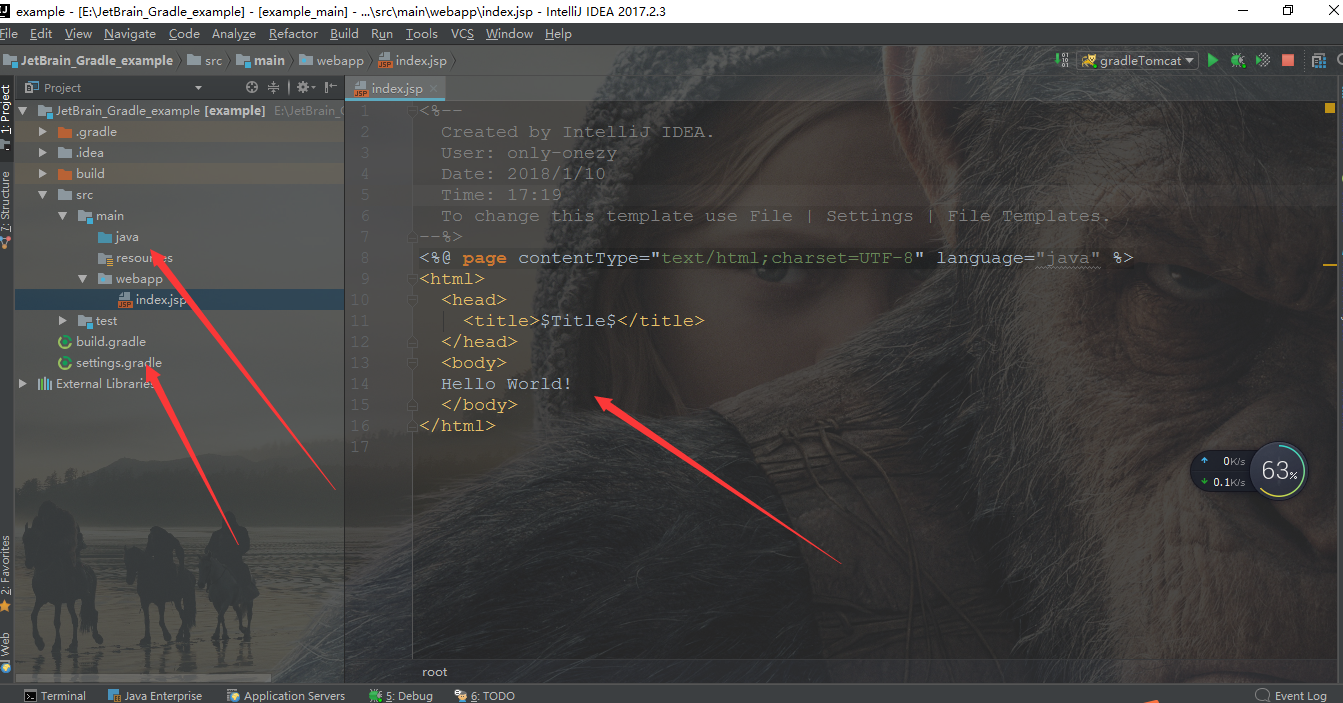 example - [E:\JetBrain_Gradle_example] - [example_main] - ...\src\main\webapp\index.jsp - IntelliJ IDEA 2017.2.3
File Edit View Navigate Code Analyze Refactor Build Run Tools VCS Window Help
JetBrain_Gradle_example src main webapp index.jsp gradleTomcat
Project
index.jsp
1: Project
7: Structure
2: Favorites
Web
JetBrain_Gradle_example [example] E:\JetBrain_
.gradle
.idea
build
src
main
java
resources
webapp
index.jsp
test
build.gradle
settings.gradle
External Libraries
1 <%--
2 Created by IntelliJ IDEA.
3 User: only-onezy
4 Date: 2018/1/10
5 Time: 17:19
6 To change this template use File | Settings | File Templates.
7 --%>
8 <%@ page contentType="text/html;charset=UTF-8" language="java" %>
9 <html>
10 <head>
11 <title>$Title$</title>
12 </head>
13 <body>
14 Hello World!
15 </body>
16 </html>
17
0K/s
0.1K/s
63%
root
Terminal Java Enterprise Application Servers 5: Debug 6: TODO Event Log